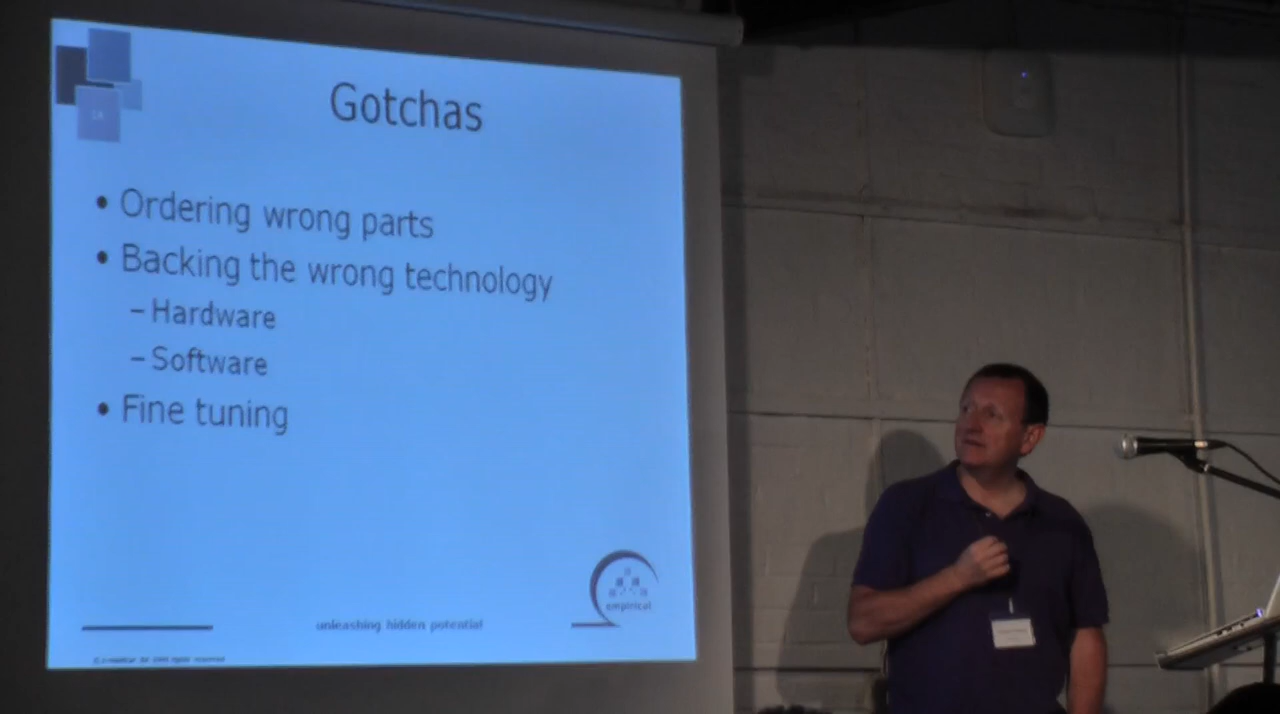 Gotchas
• Ordering wrong parts
• Backing the wrong technology
– Hardware
– Software
• Fine tuning
empirical
unleashing hidden potential